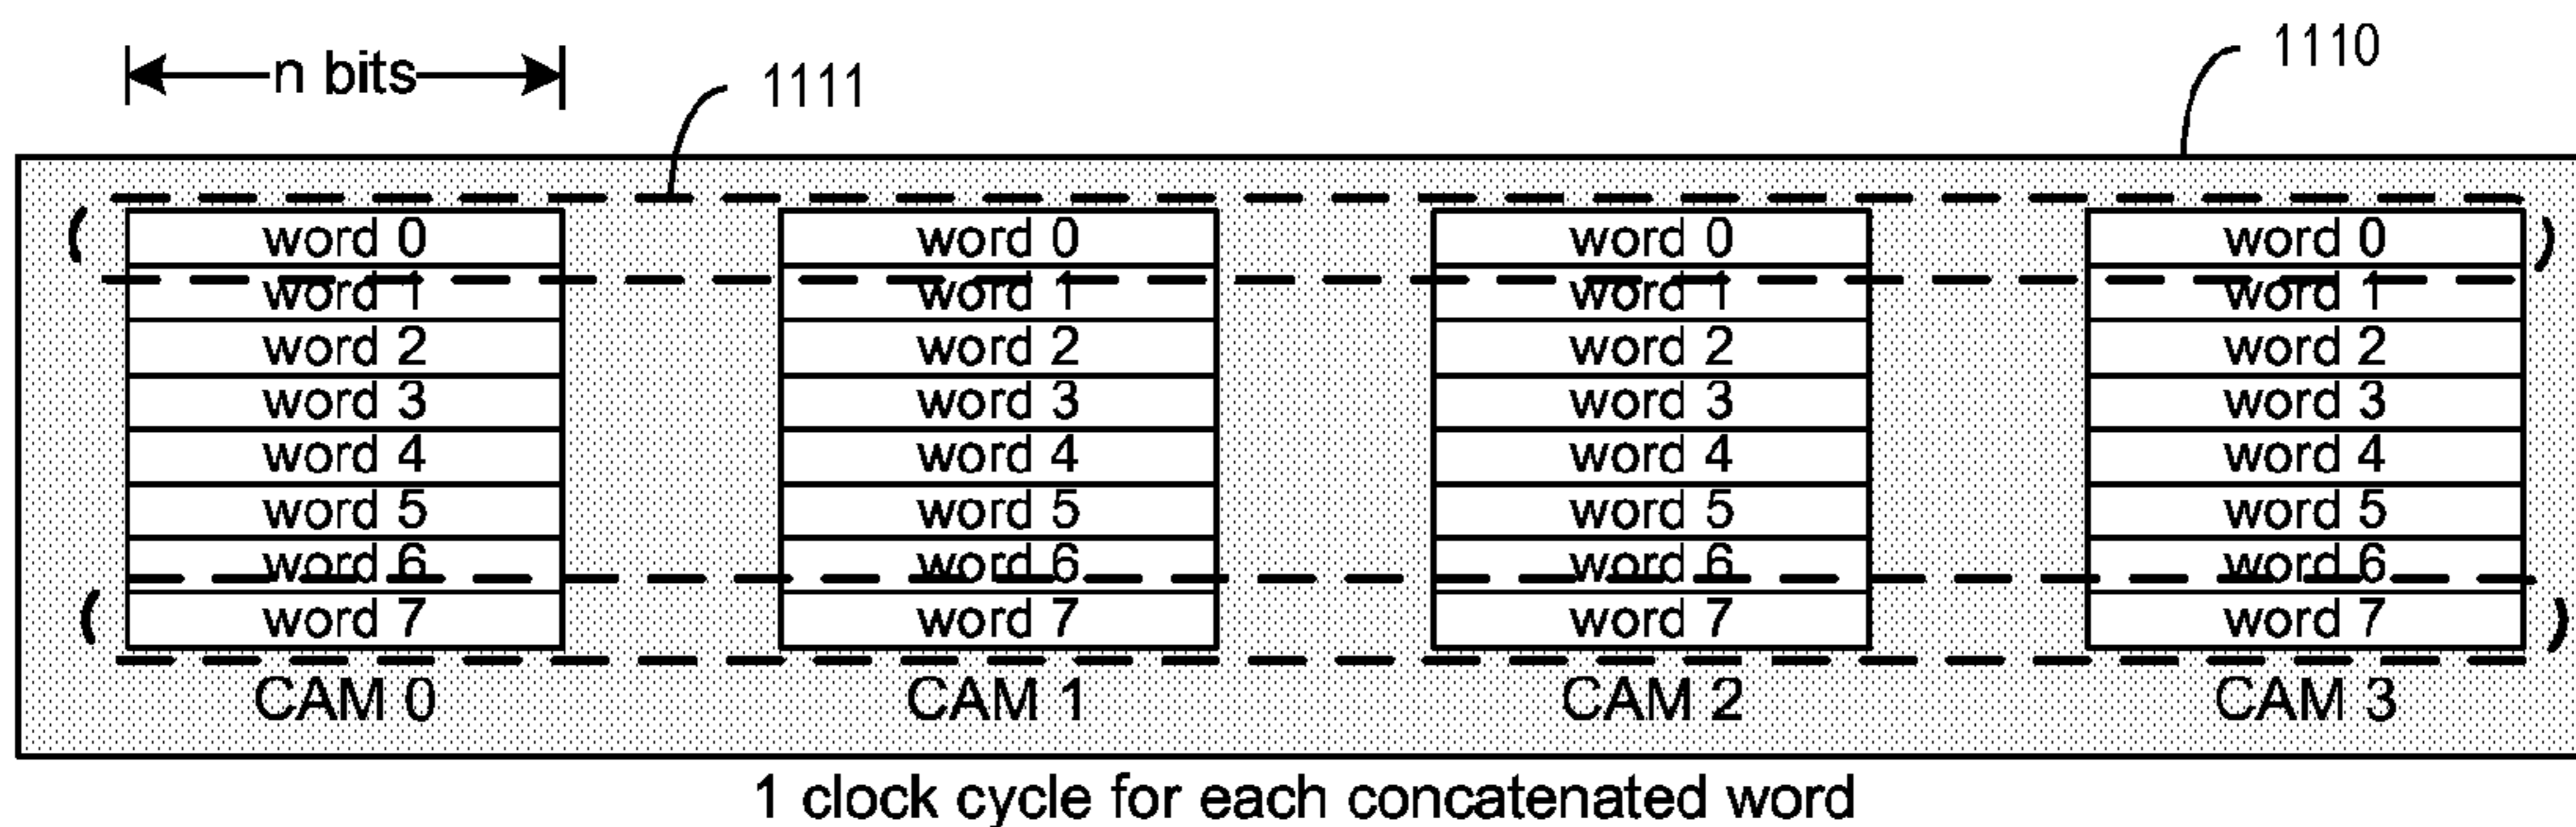 1110
n bits 1111
word 0 word 0 word 0 word 0
word 1 word 1 word 1 word 1
word 2 word 2 word 2 word 2
word 3 word 3 word 3 word 3
word 4 word 4 word 4 word 4
word 5 word 5 word 5 word 5
word 6 word 6 word 6 word 6
word 7 word 7 word 7 word 7
CAM 0 CAM 1 CAM 2 CAM 3
1 clock cycle for each concatenated word